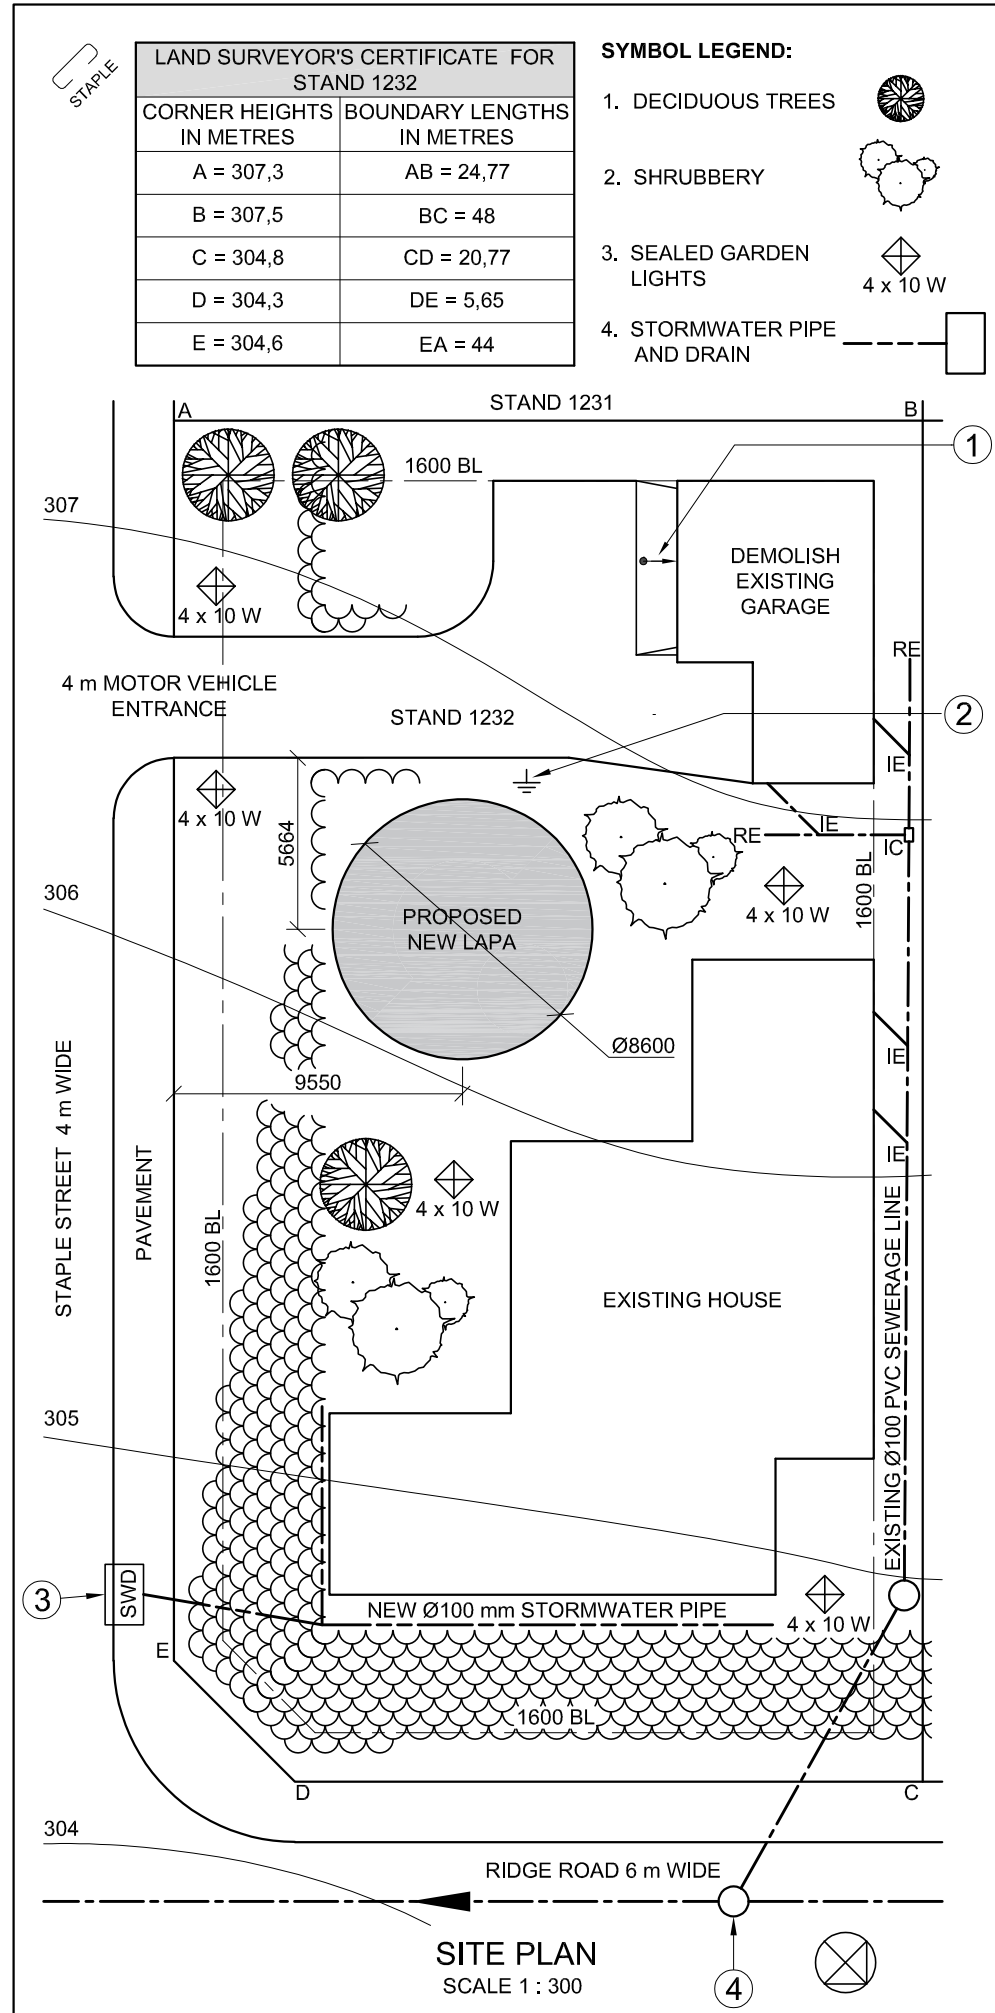 STAPLE
LAND SURVEYOR'S CERTIFICATE FOR
STAND 1232
CORNER HEIGHTS
IN METRES
BOUNDARY LENGTHS
IN METRES
A = 307,3
AB = 24,77
B = 307,5
BC = 48
C = 304,8
CD = 20,77
D = 304,3
DE = 5,65
E = 304,6
EA = 44
SYMBOL LEGEND:
1. DECIDUOUS TREES
2. SHRUBBERY
3. SEALED GARDEN
LIGHTS
4 x 10 W
4. STORMWATER PIPE
AND DRAIN
STAND 1231
A
B
1
1600 BL
307
DEMOLISH
EXISTING
GARAGE
4 x 10 W
RE
4 m MOTOR VEHICLE
ENTRANCE
STAND 1232
2
IE
4 x 10 W
5664
RE
IE
IC
306
4 x 10 W
1600 BL
PROPOSED
NEW LAPA
Ø8600
IE
9550
STAPLE STREET 4 m WIDE
PAVEMENT
IE
4 x 10 W
1600 BL
EXISTING HOUSE
EXISTING Ø100 PVC SEWERAGE LINE
305
3
SWD
NEW Ø100 mm STORMWATER PIPE
4 x 10 W
E
1600 BL
D
C
304
RIDGE ROAD 6 m WIDE
SITE PLAN
SCALE 1 : 300
4